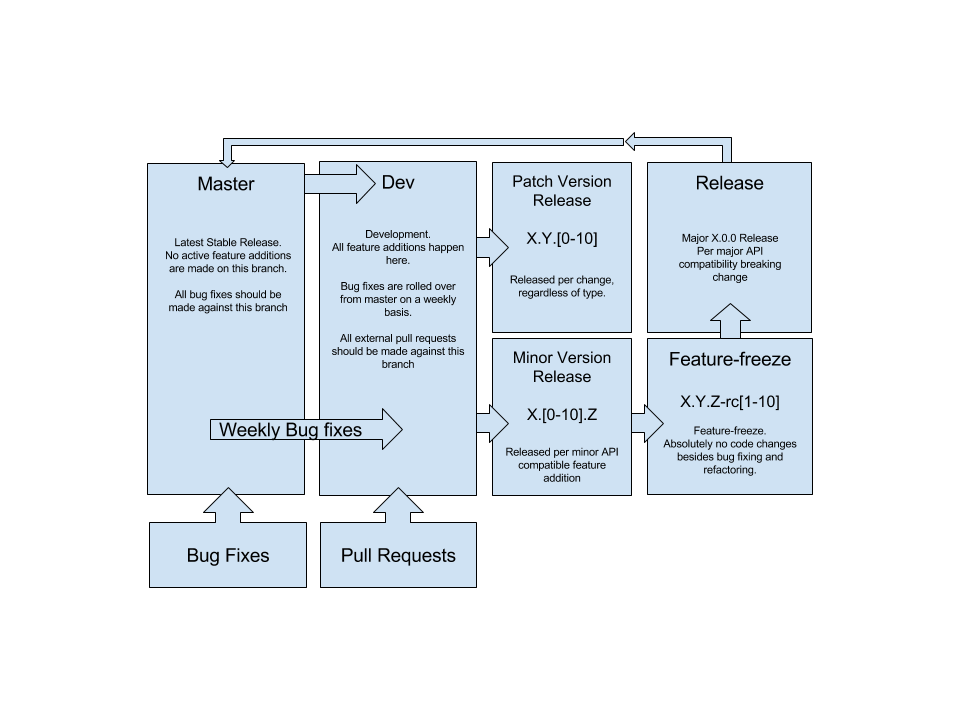 Master
Latest Stable Release.
No active feature additions
are made on this branch.
All bug fixes should be
made against this branch
Dev
Development.
All feature additions happen
here.
Bug fixes are rolled over
from master on a weekly
basis.
All external pull requests
should be made against this
branch
Weekly Bug fixes
Patch Version
Release
X.Y.[0-10]
Released per change,
regardless of type.
Release
Major X.0.0 Release
Per major API
compatibility breaking
change
Minor Version
Release
X.[0-10].Z
Released per minor API
compatible feature
addition
Feature-freeze
X.Y.Z-rc[1-10]
Feature-freeze.
Absolutely no code changes
besides bug fixing and
refactoring.
Bug Fixes
Pull Requests